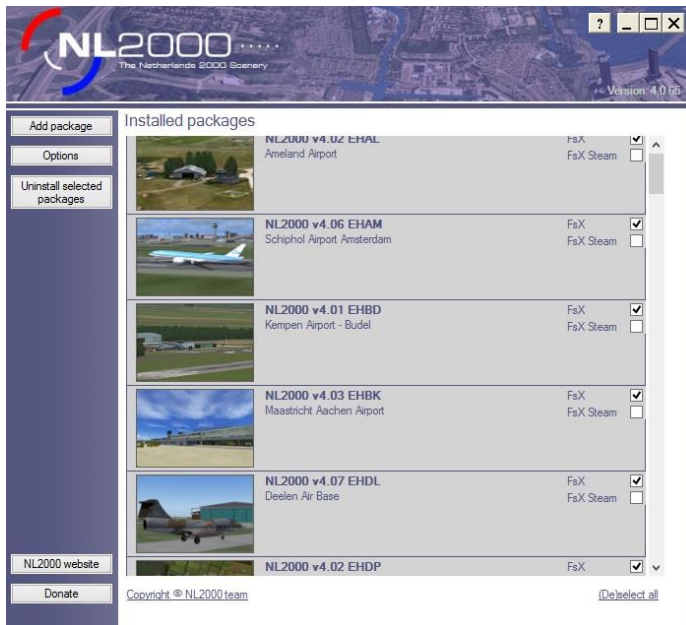 NL2000
The Netherlands 2000 Scenery
?
Version: 4.0.65
Add package
Options
Uninstall selected
packages
NL2000 website
Donate
Installed packages
NL2000 v4.02 EHAL FsX
Ameland Airport FsX Steam
NL2000 v4.06 EHAM FsX
Schiphol Airport Amsterdam FsX Steam
NL2000 v4.01 EHBD FsX
Kempen Airport - Budel FsX Steam
NL2000 v4.03 EHBK FsX
Maastricht Aachen Airport FsX Steam
NL2000 v4.07 EHDL FsX
Deelen Air Base FsX Steam
NL2000 v4.02 EHDP FsX
Copyright © NL2000 team (De)select all